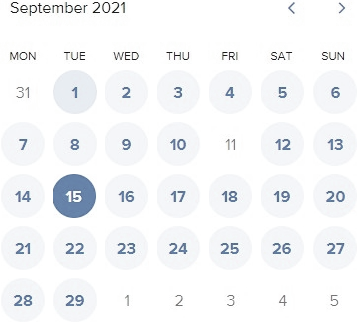 September 2021
MON TUE WED THU FRI SAT SUN
31 1 2 3 4 5 6
7 8 9 10 11 12 13
14 15 16 17 18 19 20
21 22 23 24 25 26 27
28 29 1 2 3 4 5